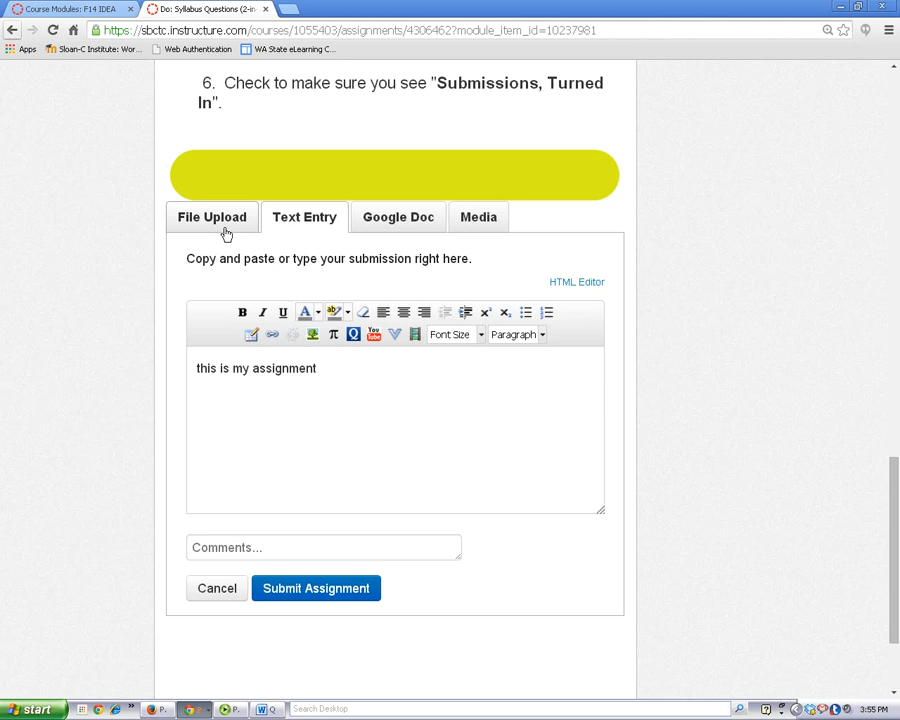 Course Modules: F14 IDEA
Do: Syllabus Questions (2-in
https://sbctc.instructure.com/courses/1055403/assignments/4306462?module_item_id=10237981
Apps
Sloan-C Institute: Wor...
Web Authentication
WA State eLearning C...
6. Check to make sure you see "Submissions, Turned
In".
File Upload
Text Entry
Google Doc
Media
Copy and paste or type your submission right here.
HTML Editor
B I U A ab
π Q You Tube Font Size Paragraph
this is my assignment
Comments...
Cancel
Submit Assignment
start
»
P.
P.
Q
Search Desktop
3:55 PM